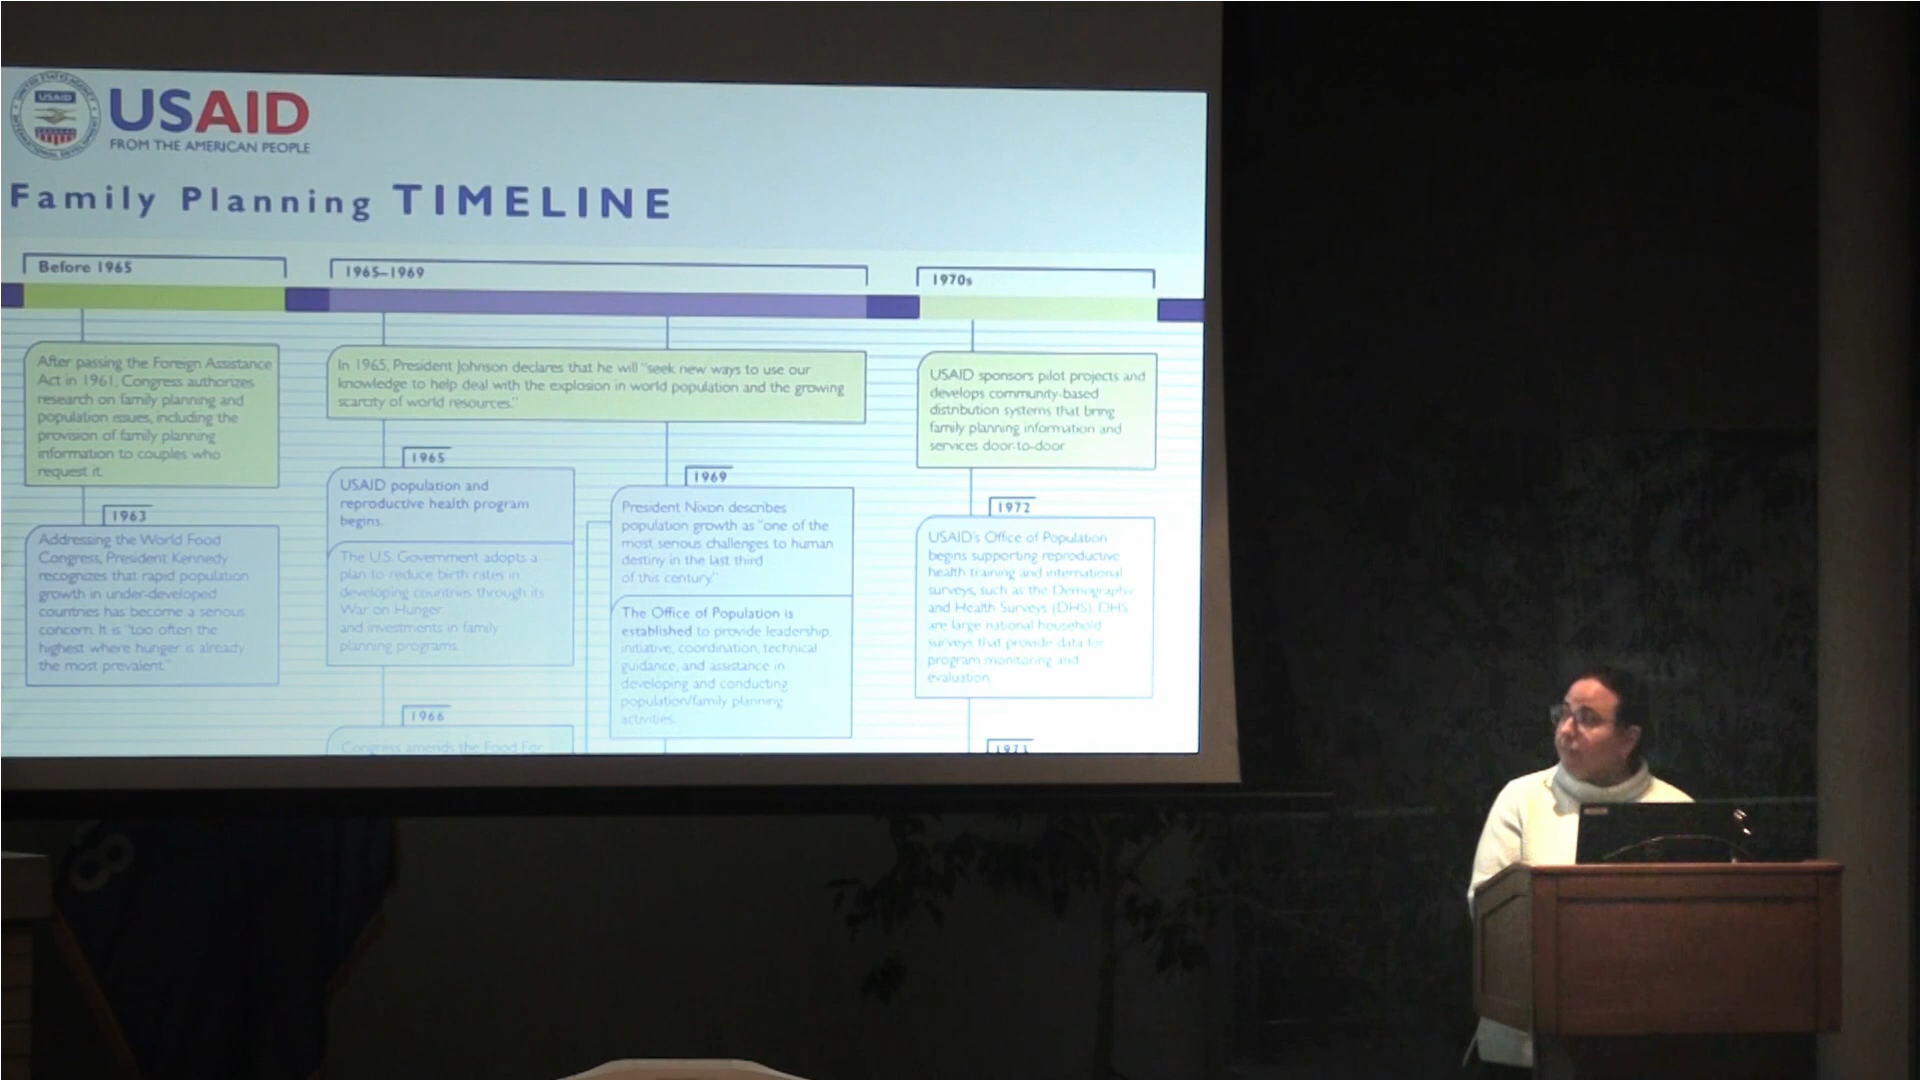 USAID
USAID
FROM THE AMERICAN PEOPLE
Family Planning TIMELINE
Before 1965
After passing the Foreign Assistance
Act in 1961, Congress authorizes
research on family planning and
population issues, including the
provision of family planning
information to couples who
request it.
1963
Addressing the World Food
Congress, President Kennedy
recognizes that rapid population
growth in under-developed
countries has become a serious
concern. It is "too often the
highest where hunger is already
the most prevalent."
1965–1969
In 1965, President Johnson declares that he will "seek new ways to use our
knowledge to help deal with the explosion in world population and the growing
scarcity of world resources."
1965
USAID population and
reproductive health program
begins.
The U.S. Government adopts a
plan to reduce birth rates in
developing countries through its
War on Hunger
and investments in family
planning programs.
1966
Congress amends the Food For
1969
President Nixon describes
population growth as "one of the
most serious challenges to human
destiny in the last third
of this century."
The Office of Population is
established to provide leadership,
initiative, coordination, technical
guidance, and assistance in
developing and conducting
population/family planning
activities.
1970s
USAID sponsors pilot projects and
develops community-based
distribution systems that bring
family planning information and
services door-to-door
1972
USAID's Office of Population
begins supporting reproductive
health training and international
surveys, such as the Demographic
and Health Surveys (DHS). DHS
are large national household
surveys that provide data for
program monitoring and
evaluation.